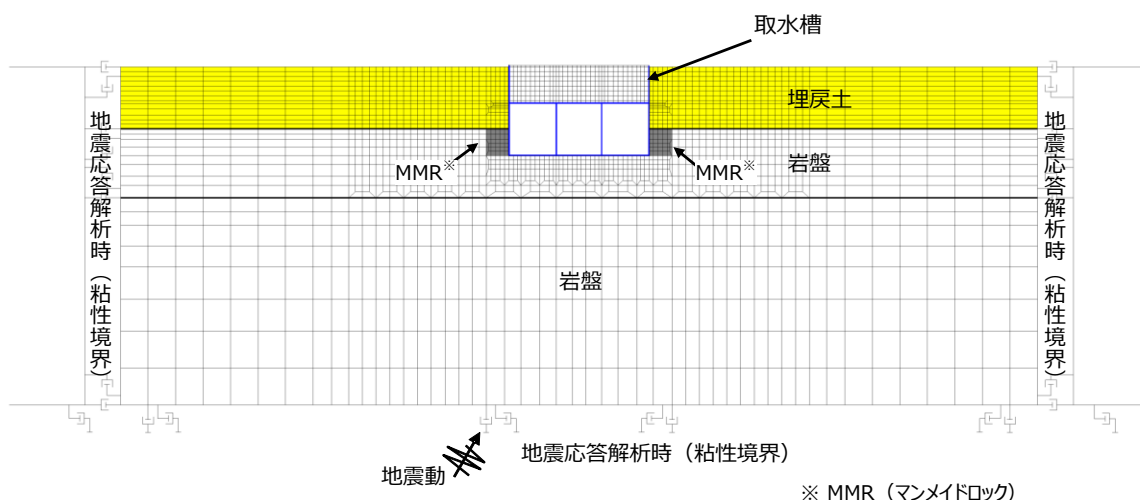 取水槽
埋戻土
MMR※
MMR※
岩盤
岩盤
地震応答解析時（粘性境界）
地震応答解析時（粘性境界）
地震応答解析時（粘性境界）
地震動
※ MMR（マンメイドロック）